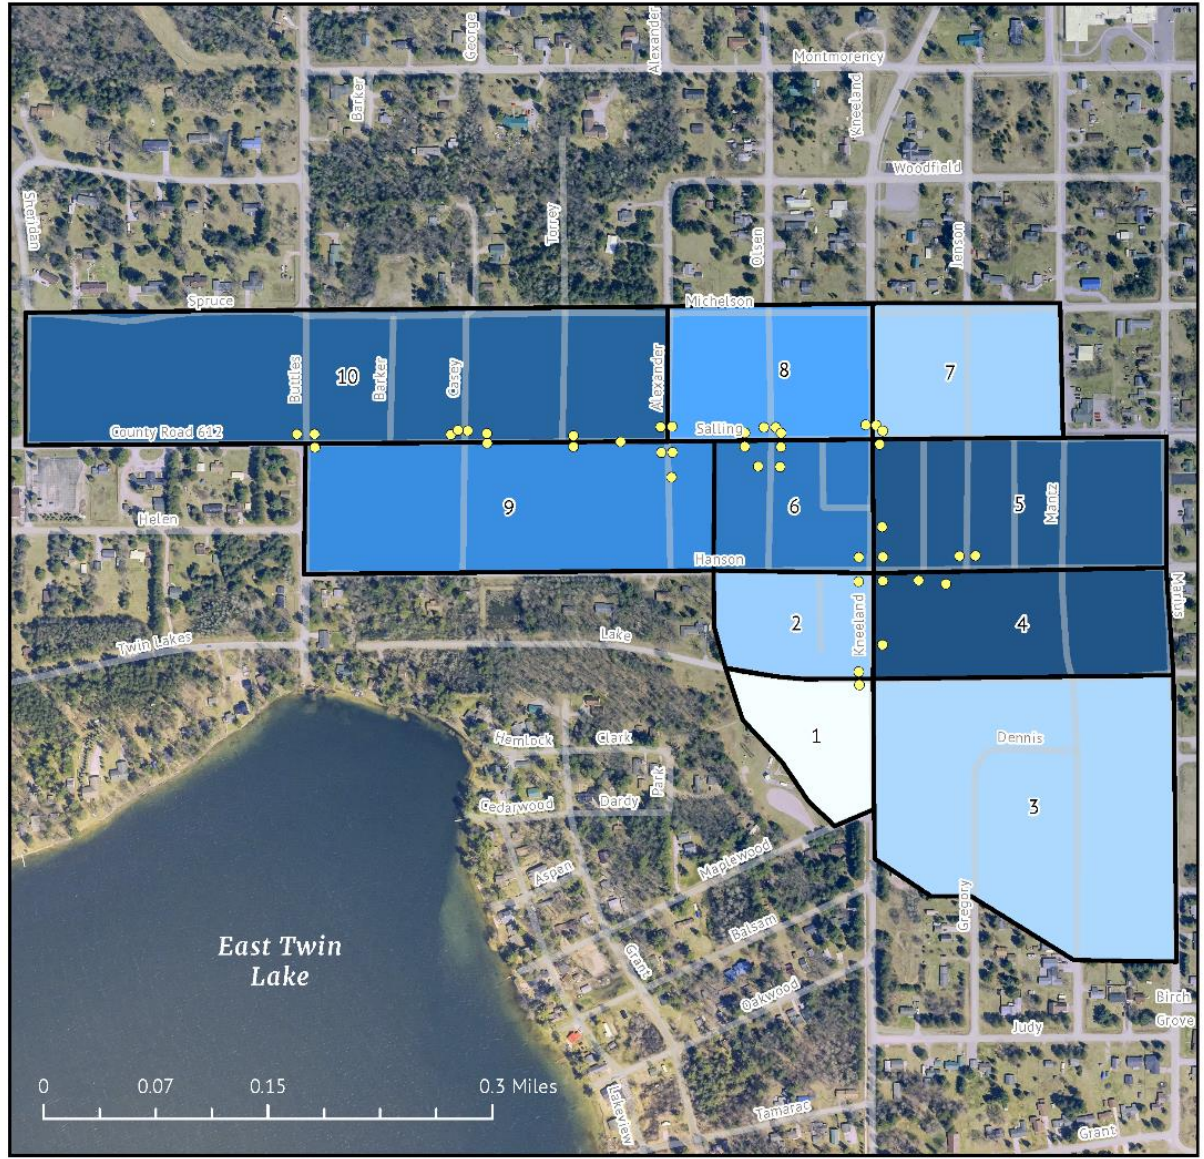 George
Alexander
Montmorency
Barker
Kneeland
Woodfield
Sheridan
Torrey
Olsen
Jenson
Spruce
Michelson
Buttles
10
Barker
Casey
Alexander
8
7
County Road 612
Salling
Helen
9
6
5
Mantz
Hanson
Marius
Twin Lakes
Lake
2
Kneeland
4
1
Hemlock
Clark
Dennis
Park
Cedarwood
Dardy
3
Aspen
Maplewood
Gregory
Balsam
East Twin
Lake
Grant
Oakwood
Birch
Grove
Judy
0 0.07 0.15 0.3 Miles
Lakeview
Tamarac
Grant